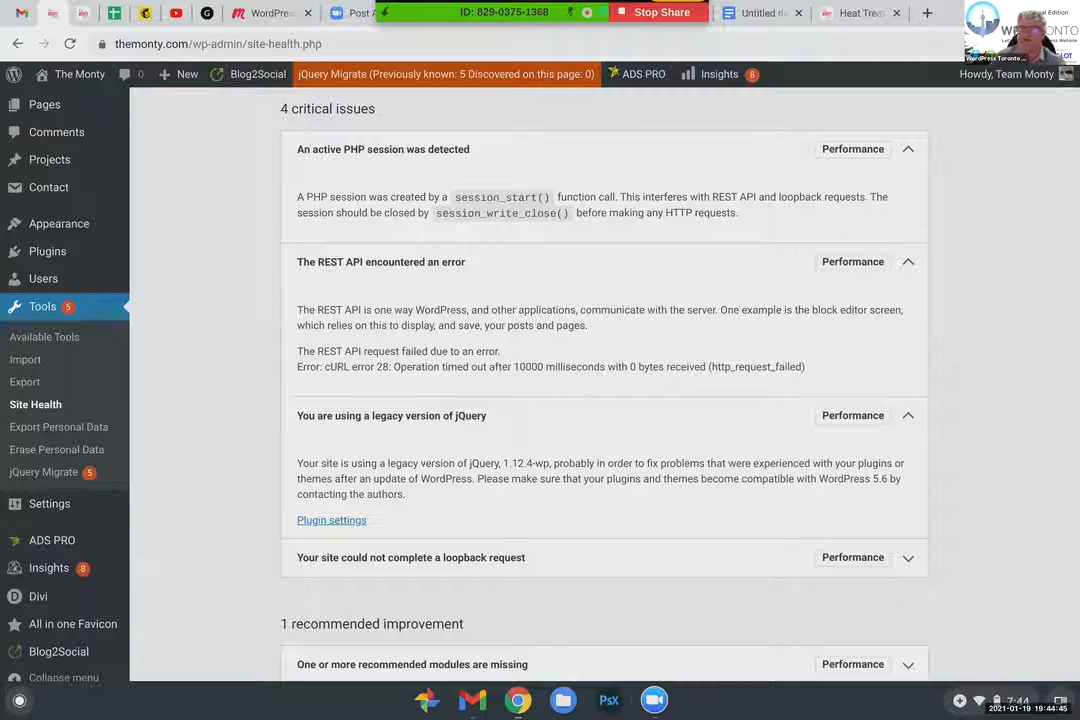 WordPres
Post A
ID: 829-0375-1368
Stop Share
Untitled d
Heat Trea
themonty.com/wp-admin/site-health.php
WordPress Toronto
The Monty
0
New
Blog2Social
jQuery Migrate (Previously known: 5 Discovered on this page: 0)
ADS PRO
Insights 8
Howdy, Team Monty
Pages
Comments
Projects
Contact
Appearance
Plugins
Users
Tools 5
Available Tools
Import
Export
Site Health
Export Personal Data
Erase Personal Data
jQuery Migrate 5
Settings
ADS PRO
Insights 8
Divi
All in one Favicon
Blog2Social
Collapse menu
4 critical issues
An active PHP session was detected
Performance
A PHP session was created by a session_start() function call. This interferes with REST API and loopback requests. The
session should be closed by session_write_close() before making any HTTP requests.
The REST API encountered an error
Performance
The REST API is one way WordPress, and other applications, communicate with the server. One example is the block editor screen,
which relies on this to display, and save, your posts and pages.
The REST API request failed due to an error.
Error: cURL error 28: Operation timed out after 10000 milliseconds with 0 bytes received (http_request_failed)
You are using a legacy version of jQuery
Performance
Your site is using a legacy version of jQuery, 1.12.4-wp, probably in order to fix problems that were experienced with your plugins or
themes after an update of WordPress. Please make sure that your plugins and themes become compatible with WordPress 5.6 by
contacting the authors.
Plugin settings
Your site could not complete a loopback request
Performance
1 recommended improvement
One or more recommended modules are missing
Performance
Psx
7:44
2021-01-19 19:44:45